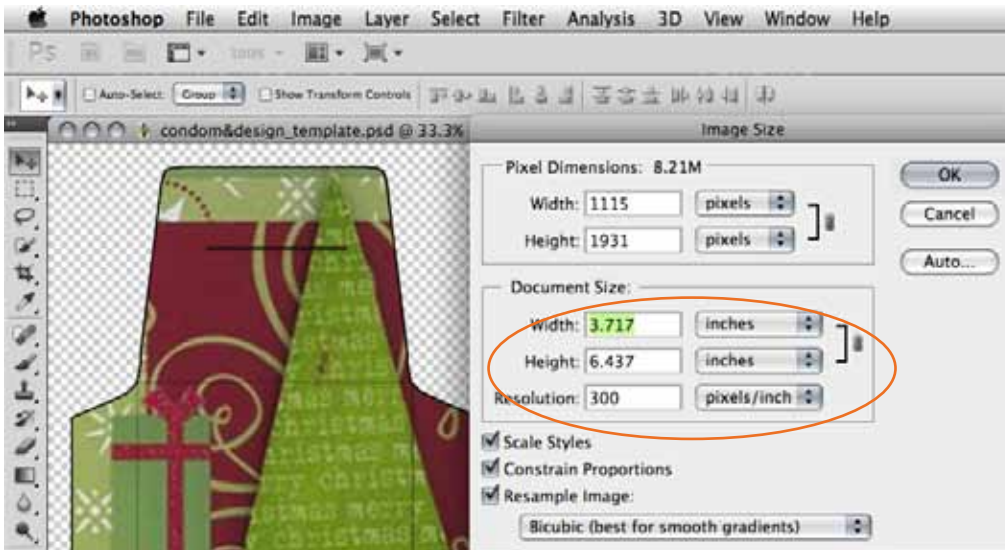 Photoshop File Edit Image Layer Select Filter Analysis 3D View Window Help
Ps
Auto-Select: Group Show Transform Controls
condom&design_template.psd @ 33.3%
Image Size
Pixel Dimensions: 8.21M
Width: 1115 pixels
Height: 1931 pixels
Document Size:
Width: 3.717 inches
Height: 6.437 inches
Resolution: 300 pixels/inch
Scale Styles
Constrain Proportions
Resample Image:
Bicubic (best for smooth gradients)
OK
Cancel
Auto...